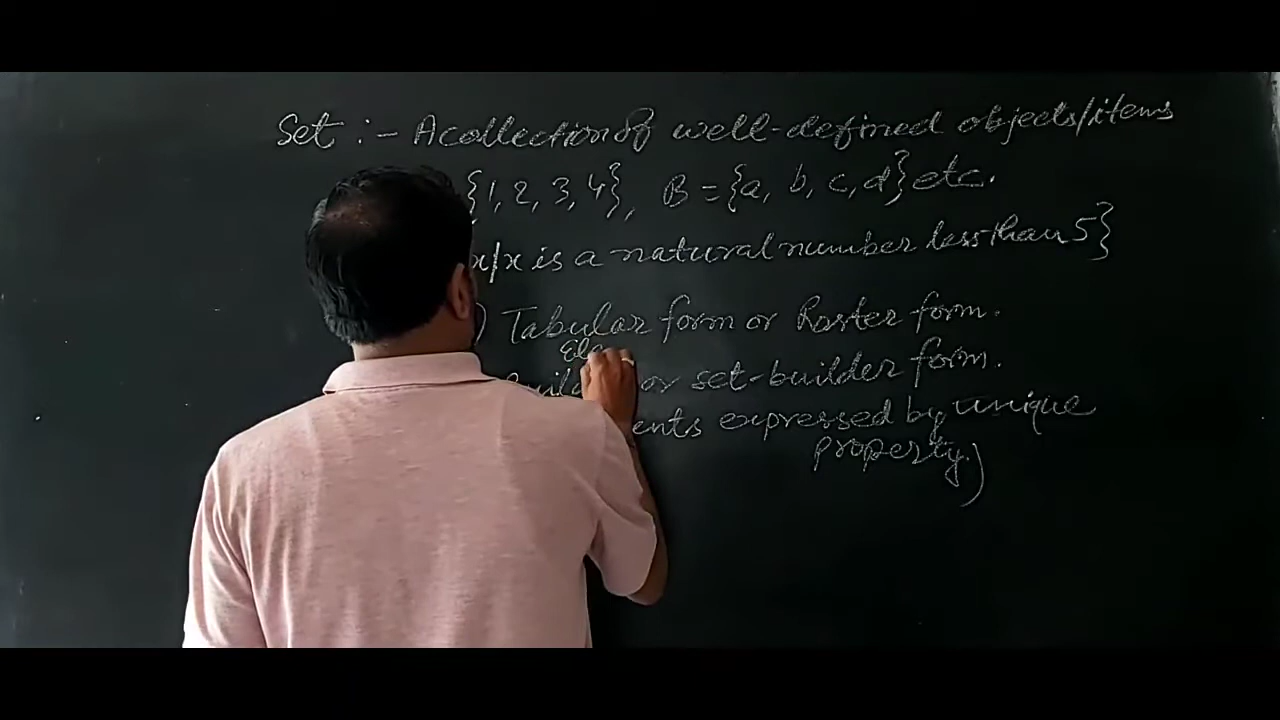 Set :- A collection of well-defined objects/items
{1, 2, 3, 4}, B = {a, b, c, d} etc.
x/x is a natural number less than 5}
) Tabular form or Roster form.
Ele
or set-builder form.
ents expressed by unique
property.)